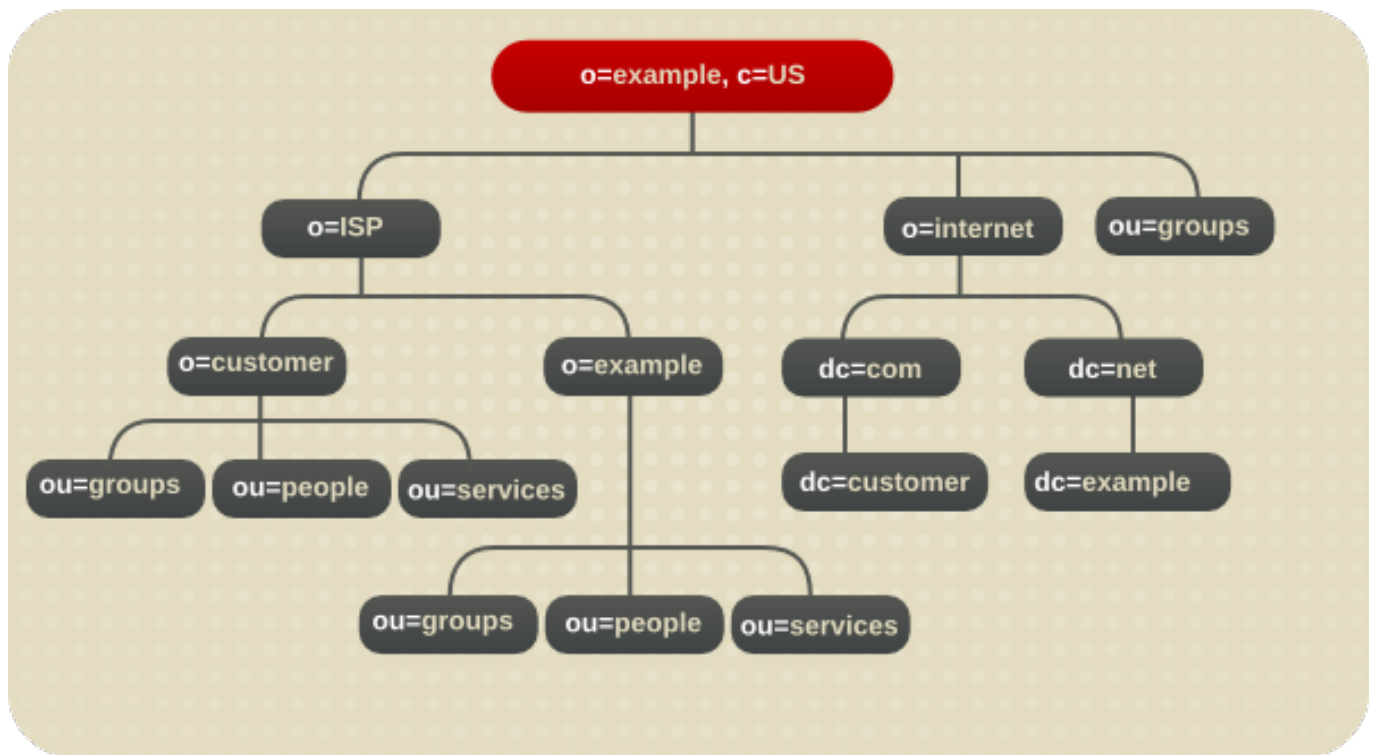 o=example, c=US
o=ISP
o=internet
ou=groups
o=customer
o=example
dc=com
dc=net
ou=groups
ou=people
ou=services
dc=customer
dc=example
ou=groups
ou=people
ou=services